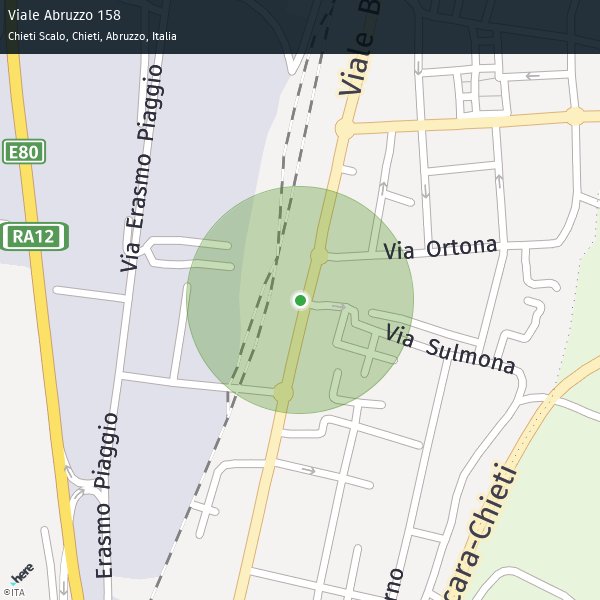 Viale Abruzzo 158
Chieti Scalo, Chieti, Abruzzo, Italia
Viale B
Via Erasmo Piaggio
E80
RA12
Via Ortona
Via Sulmona
Erasmo Piaggio
cara-Chieti
rno
here
©ITA